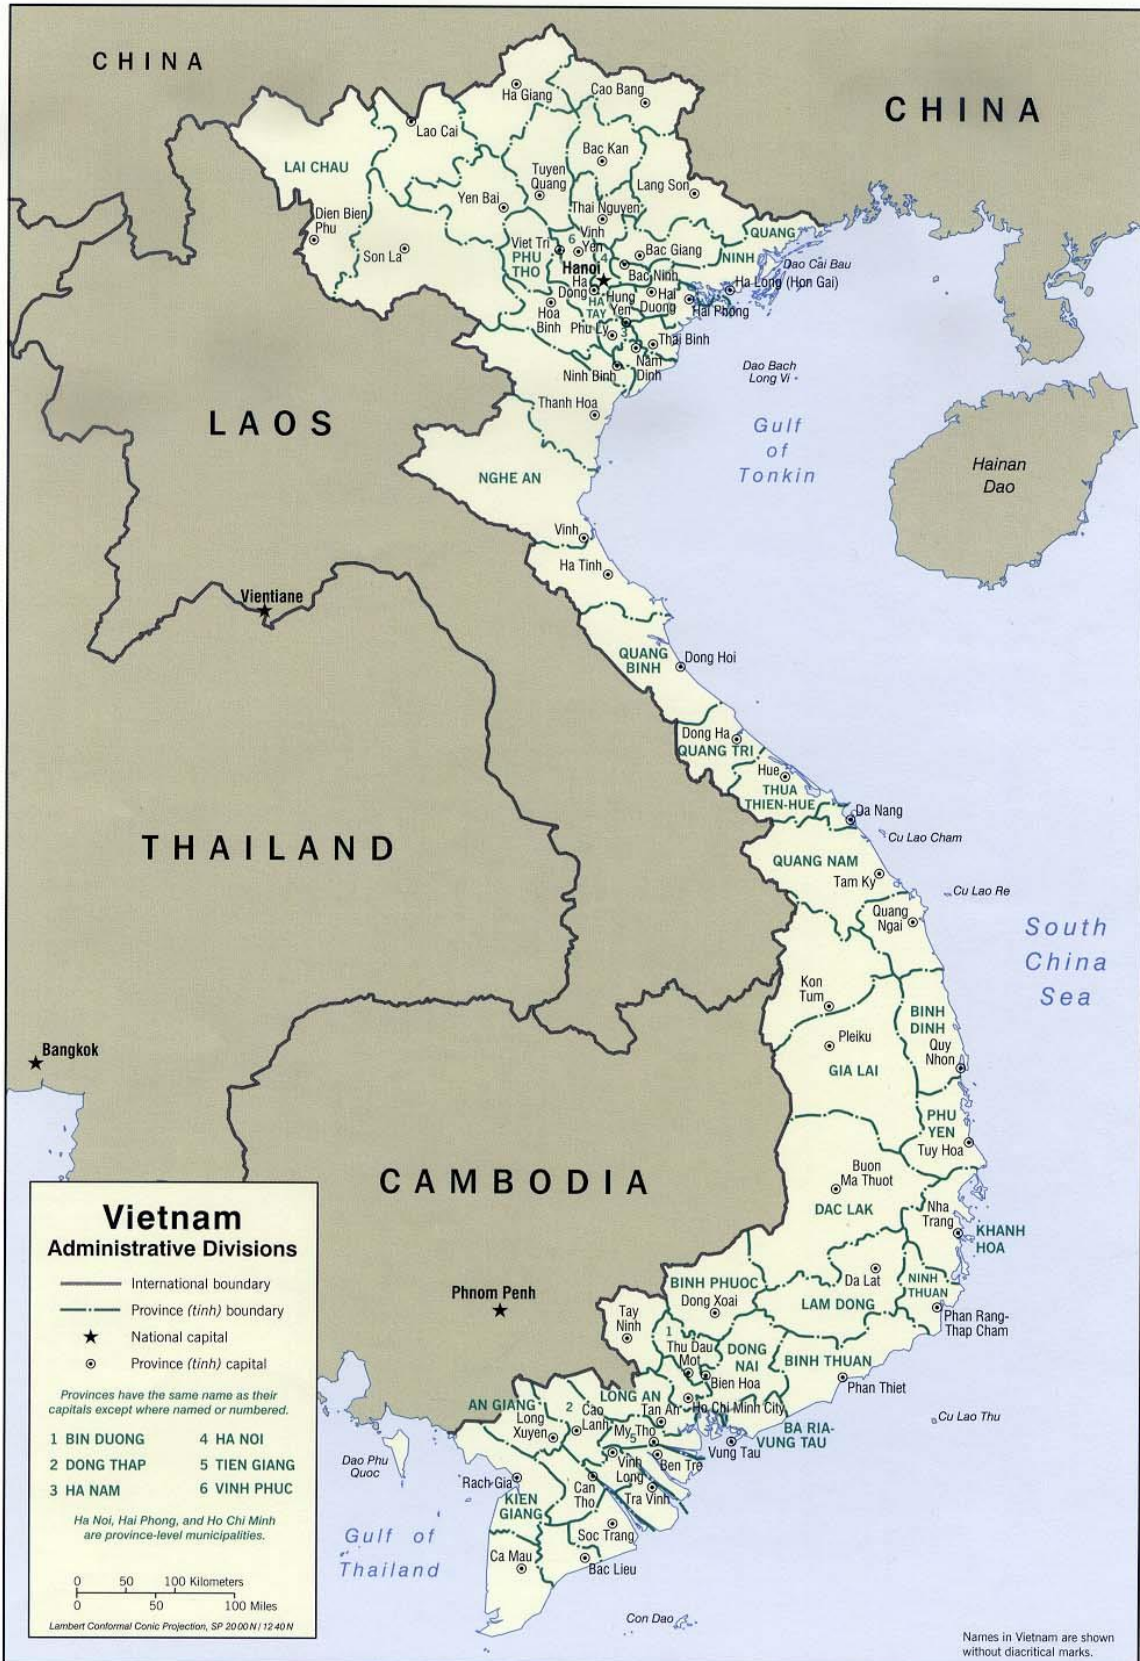 CHINA
CHINA
Ha Giang
Cao Bang
Lao Cai
LAI CHAU
Bac Kan
Tuyen
Quang
Lang Son
Yen Bai
Thai Nguyen
Dien Bien
Phu
Son La
Viet Tri
PHU
THO
6
Vinh
Yen
4
Bac Giang
QUANG
NINH
Dao Cai Bau
Hanoi
Bac Ninh
Ha Long (Hon Gai)
Ha
Dong
HA
TAY
Hung
Yen
Hai
Duong
Hai Phong
Hoa
Binh
Phu Ly
3
Thai Binh
Ninh Binh
Nam
Dinh
Dao Bach
Long Vi
Thanh Hoa
LAOS
Gulf
of
Tonkin
Hainan
Dao
NGHE AN
Vinh
Ha Tinh
Vientiane
QUANG
BINH
Dong Hoi
Dong Ha
QUANG TRI
Hue
THUA
THIEN-HUE
Da Nang
Cu Lao Cham
THAILAND
QUANG NAM
Tam Ky
Cu Lao Re
Quang
Ngai
South
China
Sea
Kon
Tum
BINH
DINH
Pleiku
Quy
Nhon
GIA LAI
Bangkok
PHU
YEN
Tuy Hoa
CAMBODIA
Buon
Ma Thuot
DAC LAK
Nha
Trang
KHANH
HOA
BINH PHUOC
Da Lat
NINH
THUAN
Phnom Penh
Dong Xoai
LAM DONG
Phan Rang-
Thap Cham
Tay
Ninh
1
Thu Dau
Mot
DONG
NAI
BINH THUAN
Bien Hoa
Phan Thiet
AN GIANG
LONG AN
2
Cao
Lanh
Tan An
Ho Chi Minh City
Long
Xuyen
My Tho
5
BA RIA-
VUNG TAU
Cu Lao Thu
Vung Tau
Dao Phu
Quoc
Rach Gia
Vinh
Long
Ben Tre
Can
Tho
Tra Vinh
KIEN
GIANG
Soc Trang
Gulf of
Thailand
Ca Mau
Bac Lieu
Con Dao
Vietnam
Administrative Divisions
International boundary
Province (tinh) boundary
National capital
Province (tinh) capital
Provinces have the same name as their
capitals except where named or numbered.
1 BIN DUONG
2 DONG THAP
3 HA NAM
4 HA NOI
5 TIEN GIANG
6 VINH PHUC
Ha Noi, Hai Phong, and Ho Chi Minh
are province-level municipalities.
0 50 100 Kilometers
0 50 100 Miles
Lambert Conformal Conic Projection, SP 20 00 N / 12 40 N
Names in Vietnam are shown
without diacritical marks.